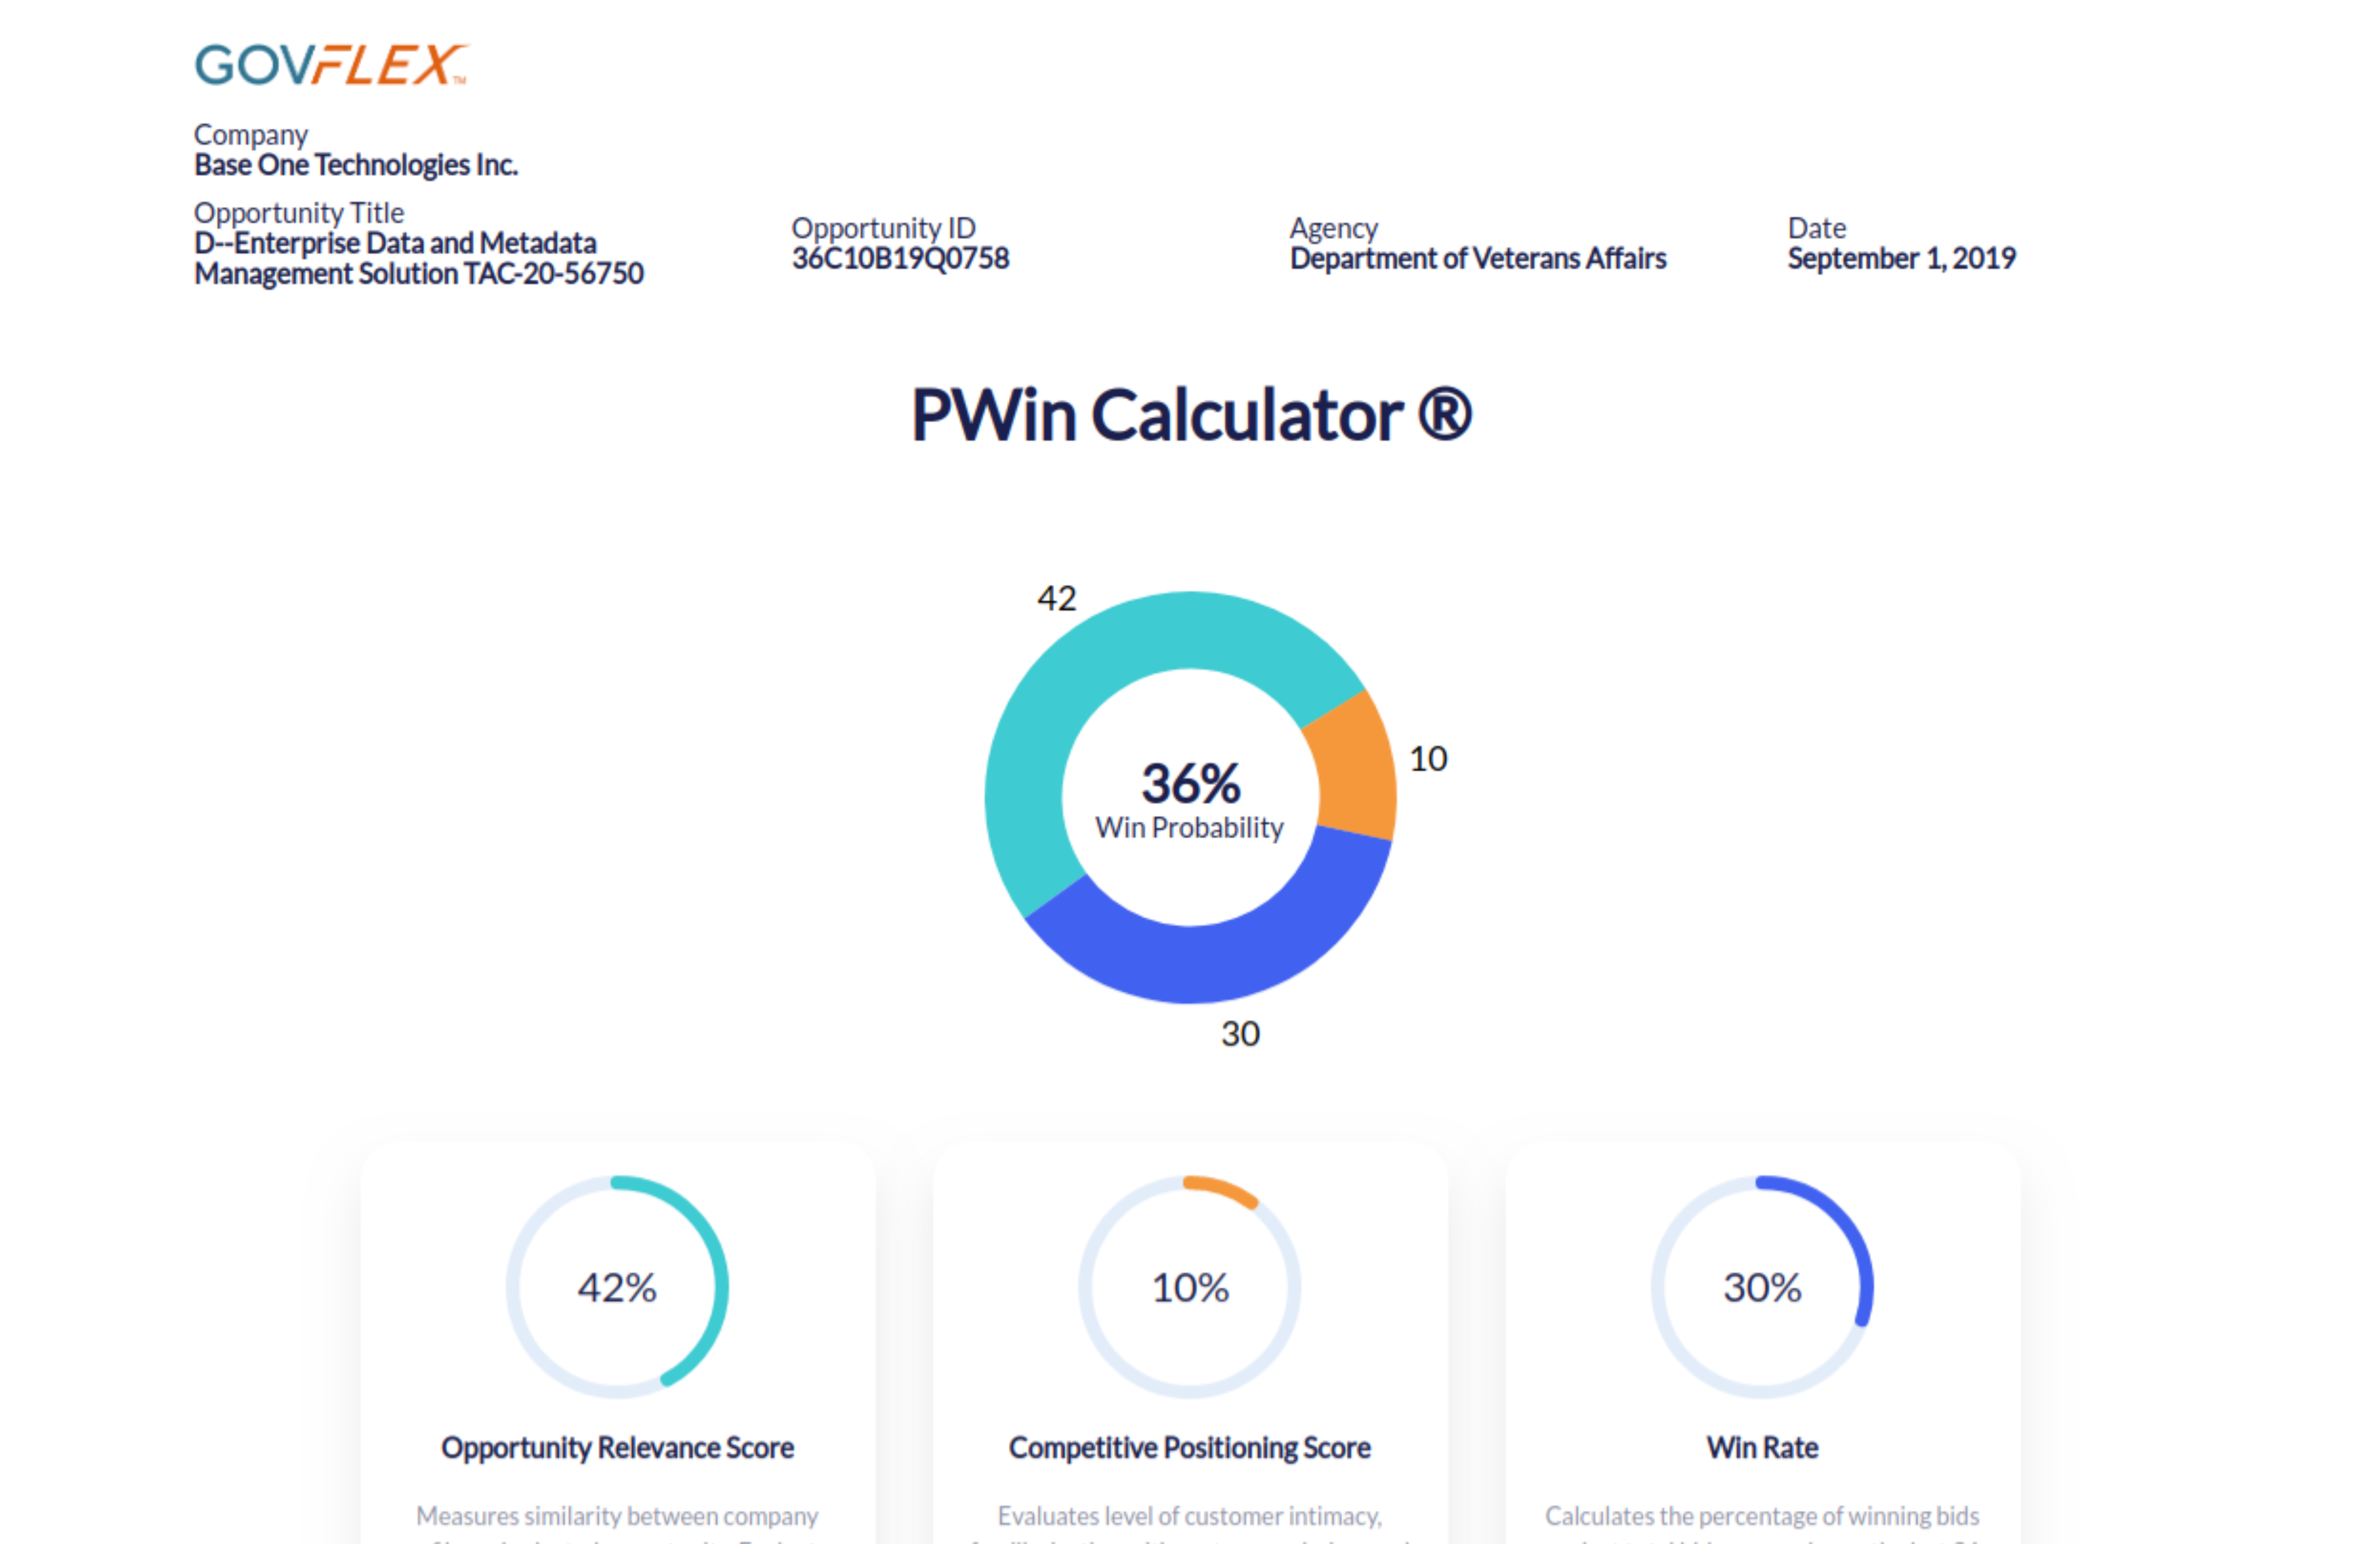 GOVFLEX™
Company
Base One Technologies Inc.
Opportunity Title
D--Enterprise Data and Metadata
Management Solution TAC-20-56750
Opportunity ID
36C10B19Q0758
Agency
Department of Veterans Affairs
Date
September 1, 2019
PWin Calculator ®
42
10
36%
Win Probability
30
42%
Opportunity Relevance Score
Measures similarity between company
10%
Competitive Positioning Score
Evaluates level of customer intimacy,
30%
Win Rate
Calculates the percentage of winning bids